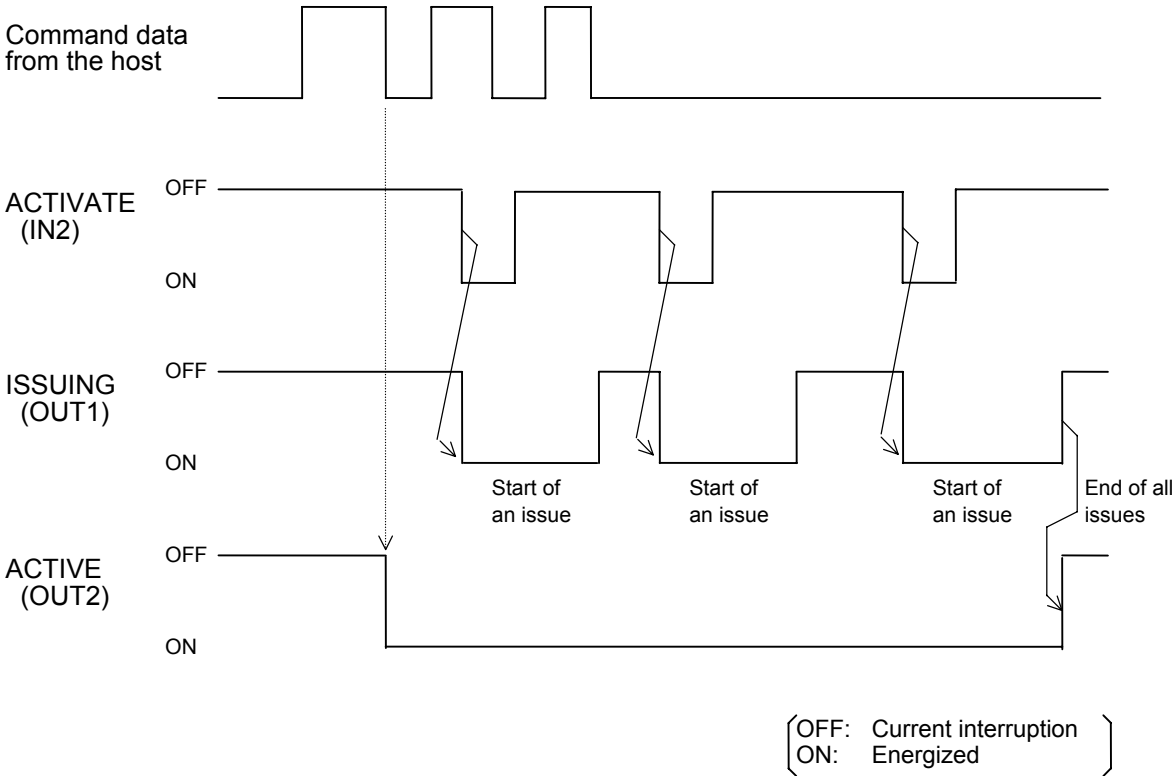 Command data
from the host
OFF
ACTIVATE
(IN2)
ON
OFF
ISSUING
(OUT1)
ON
Start of
an issue
Start of
an issue
Start of
an issue
End of all
issues
OFF
ACTIVE
(OUT2)
ON
OFF: Current interruption
ON: Energized